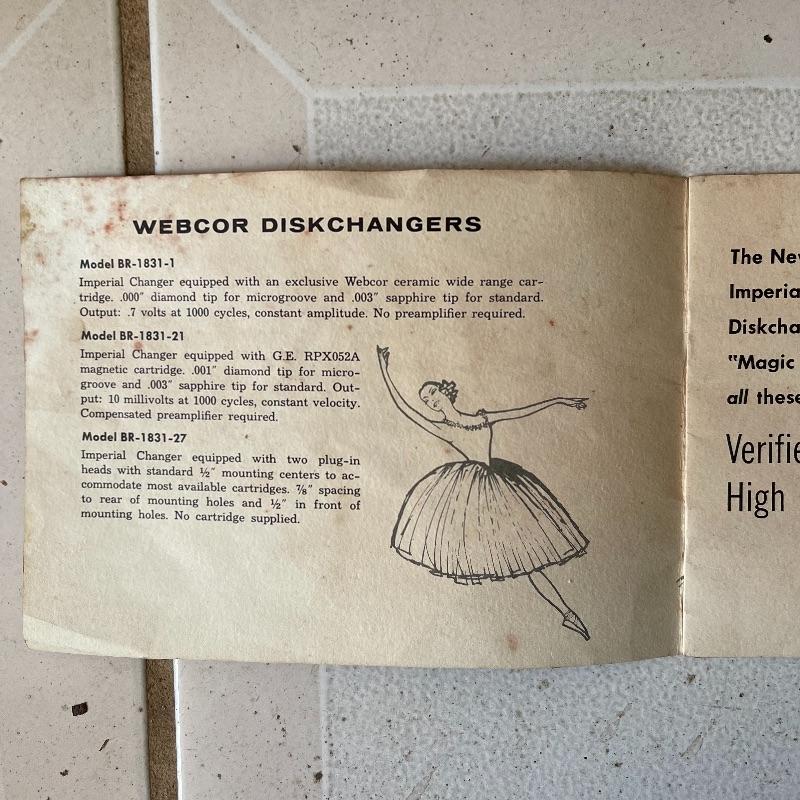 WEBCOR DISKCHANGERS
Model BR-1831-1
Imperial Changer equipped with an exclusive Webcor ceramic wide range car-
tridge. .000″ diamond tip for microgroove and .003″ sapphire tip for standard.
Output: .7 volts at 1000 cycles, constant amplitude. No preamplifier required.
Model BR-1831-21
Imperial Changer equipped with G.E. RPX052A
magnetic cartridge. .001″ diamond tip for micro-
groove and .003″ sapphire tip for standard. Out-
put: 10 millivolts at 1000 cycles, constant velocity.
Compensated preamplifier required.
Model BR-1831-27
Imperial Changer equipped with two plug-in
heads with standard ½″ mounting centers to ac-
commodate most available cartridges. ⅞″ spacing
to rear of mounting holes and ½″ in front of
mounting holes. No cartridge supplied.
The Nev
Imperia
Diskcha
"Magic
all these
Verifie
High